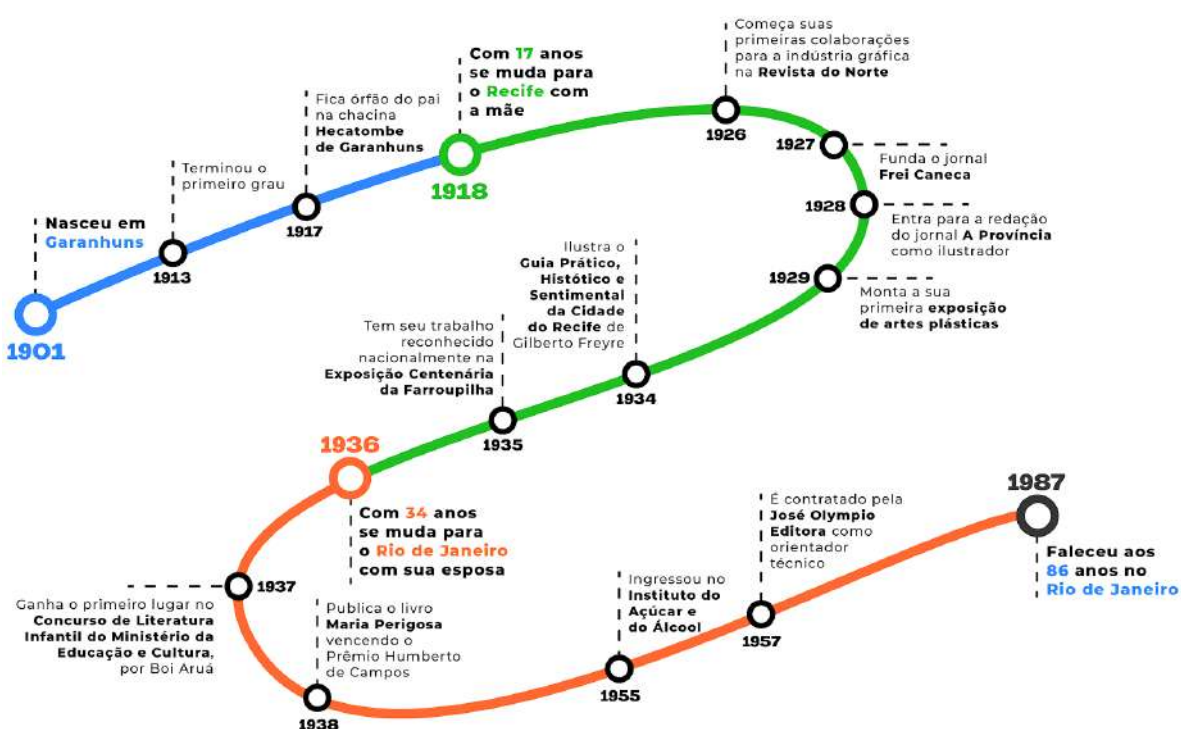 Nasceu em
Garanhuns
1901
Terminou o
primeiro grau
1913
Fica órfão do pai
na chacina
Hecatombe
de Garanhuns
1917
Com 17 anos
se muda para
o Recife com
a mãe
1918
Começa suas
primeiras colaborações
para a indústria gráfica
na Revista do Norte
1926
1927
Funda o jornal
Frei Caneca
1928
Entra para a redação
do jornal A Província
como ilustrador
1929
Monta a sua
primeira exposição
de artes plásticas
Ilustra o
Guia Prático,
Histótico e
Sentimental
da Cidade
do Recife de
Gilberto Freyre
1934
Tem seu trabalho
reconhecido
nacionalmente na
Exposição Centenária
da Farroupilha
1935
1936
Com 34 anos
se muda para
o Rio de Janeiro
com sua esposa
1937
Ganha o primeiro lugar no
Concurso de Literatura
Infantil do Ministério da
Educação e Cultura,
por Boi Aruá
Publica o livro
Maria Perigosa
vencendo o
Prêmio Humberto
de Campos
1938
Ingressou no
Instituto do
Açúcar e
do Álcool
1955
É contratado pela
José Olympio
Editora como
orientador
técnico
1957
1987
Faleceu aos
86 anos no
Rio de Janeiro